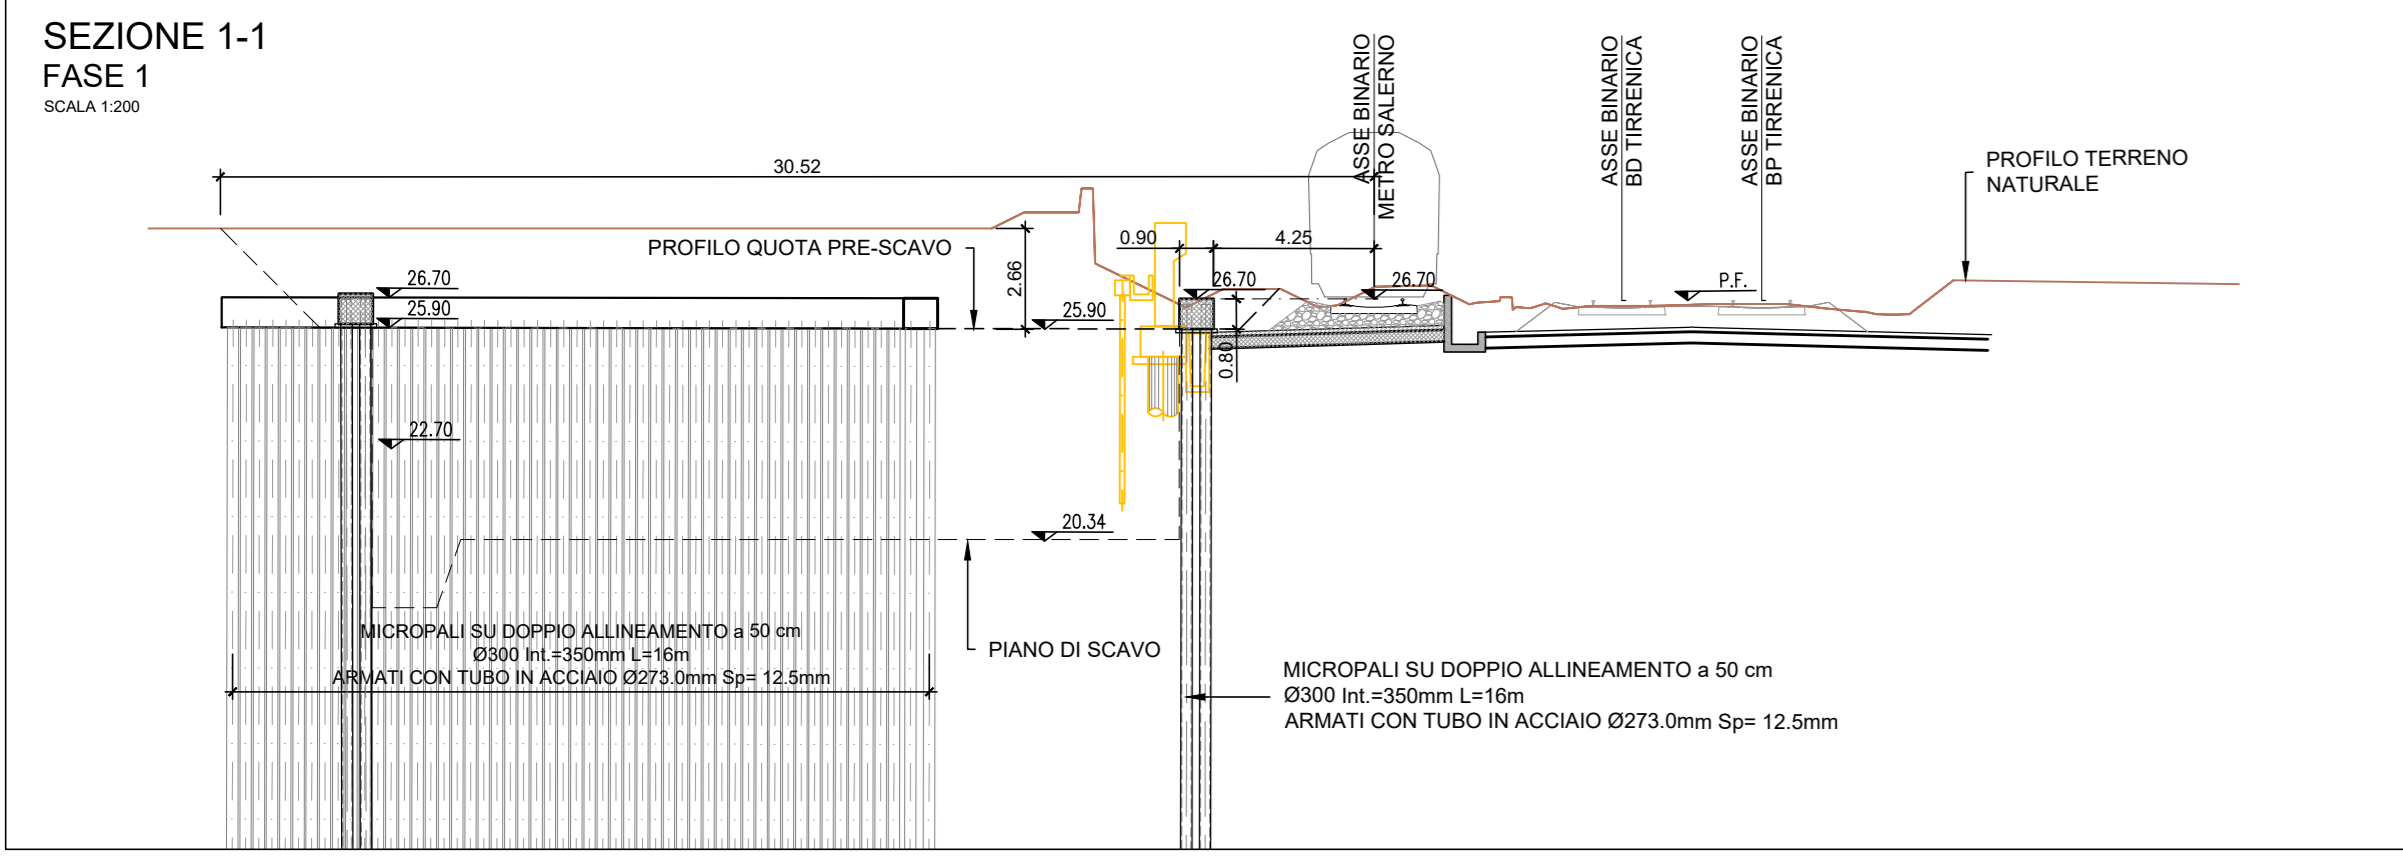 SEZIONE 1-1
FASE 1
SCALA 1:200
30.52
ASSE BINARIO
METRO SALERNO
ASSE BINARIO
BD TIRRENICA
ASSE BINARIO
BP TIRRENICA
PROFILO TERRENO
NATURALE
PROFILO QUOTA PRE-SCAVO
2.66
0.90
4.25
26.70
25.90
26.70
26.70
P.F.
25.90
0.80
22.70
20.34
MICROPALI SU DOPPIO ALLINEAMENTO a 50 cm
Ø300 Int.=350mm L=16m
ARMATI CON TUBO IN ACCIAIO Ø273.0mm Sp= 12.5mm
PIANO DI SCAVO
MICROPALI SU DOPPIO ALLINEAMENTO a 50 cm
Ø300 Int.=350mm L=16m
ARMATI CON TUBO IN ACCIAIO Ø273.0mm Sp= 12.5mm